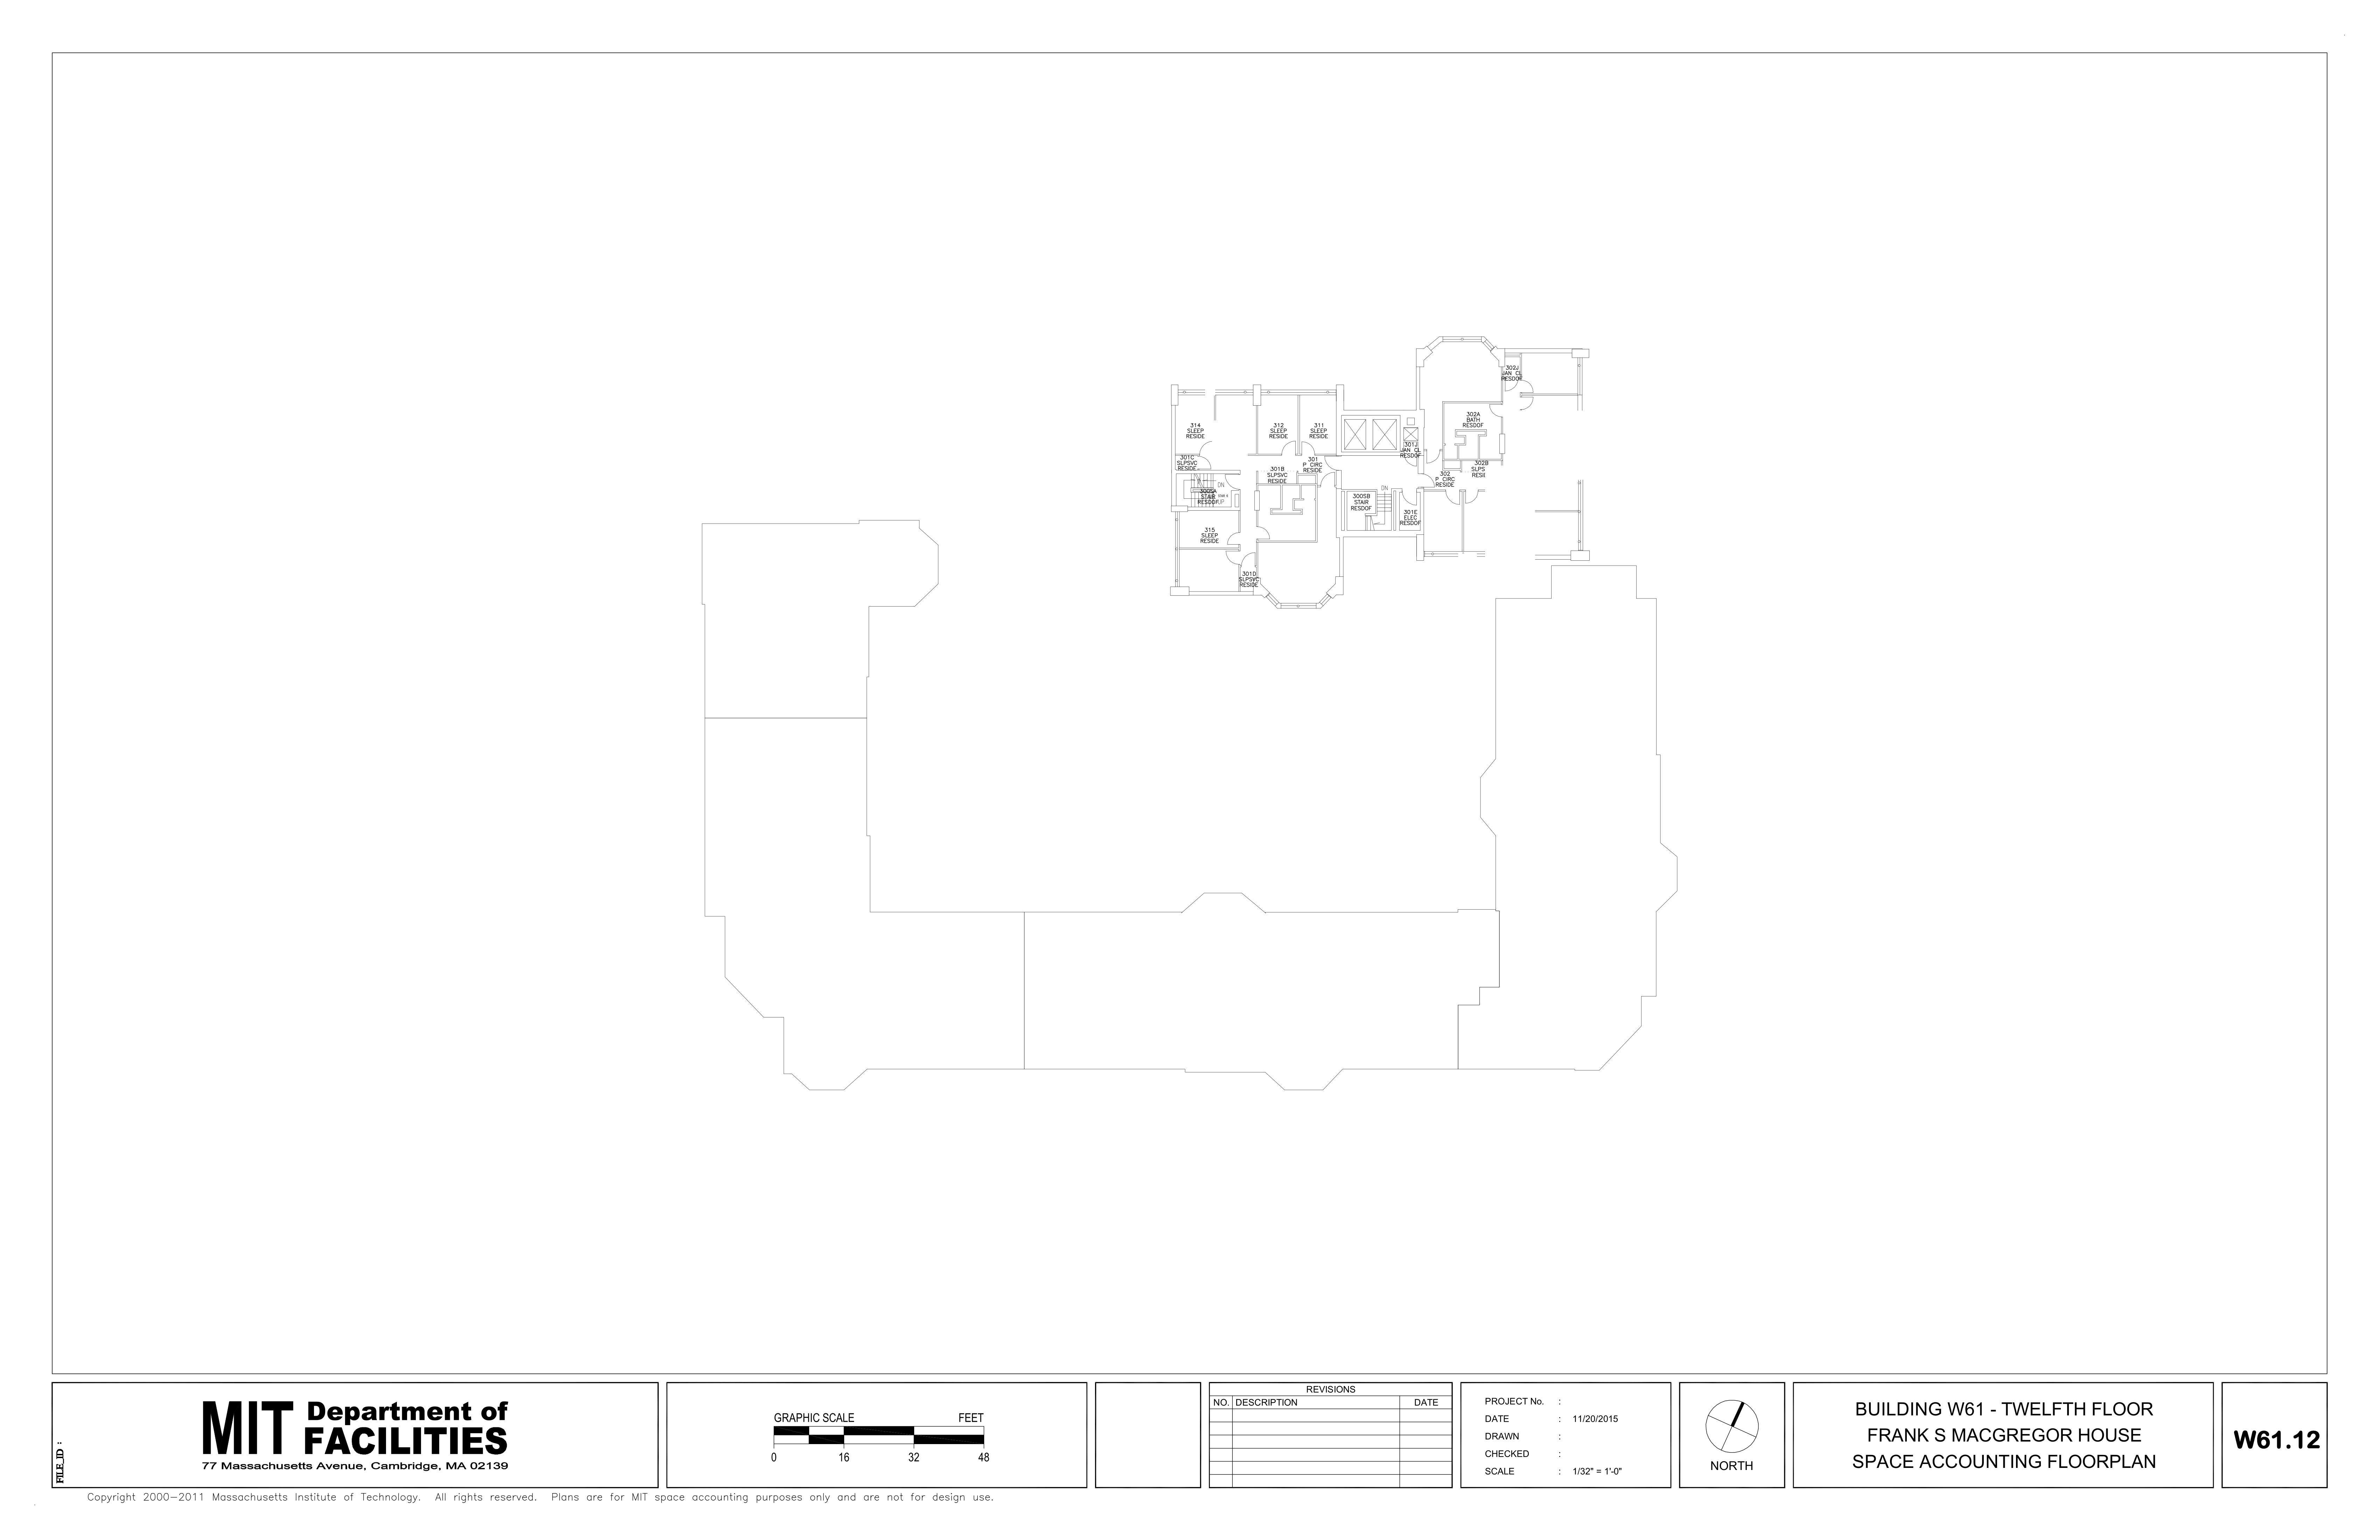 302J
JAN CL
RESDOF
302A
BATH
RESDOF
314
SLEEP
RESIDE
312
SLEEP
RESIDE
311
SLEEP
RESIDE
301J
JAN CL
RESDOF
301C
SLPSVC
RESIDE
301B
SLPSVC
RESIDE
301
P CIRC
RESIDE
302B
SLPS
RESI
302
P CIRC
RESIDE
DN
300SA
STAIR
RESDOF
UP
DN
300SB
STAIR
RESDOF
301E
ELEC
RESDOF
315
SLEEP
RESIDE
301D
SLPSVC
RESIDE
FILE_ID :
MIT Department of
FACILITIES
77 Massachusetts Avenue, Cambridge, MA 02139
GRAPHIC SCALE FEET
0 16 32 48
REVISIONS
NO. DESCRIPTION DATE
PROJECT No. :
DATE : 11/20/2015
DRAWN :
CHECKED :
SCALE : 1/32" = 1'-0"
NORTH
BUILDING W61 - TWELFTH FLOOR
FRANK S MACGREGOR HOUSE
SPACE ACCOUNTING FLOORPLAN
W61.12
Copyright 2000-2011 Massachusetts Institute of Technology. All rights reserved. Plans are for MIT space accounting purposes only and are not for design use.